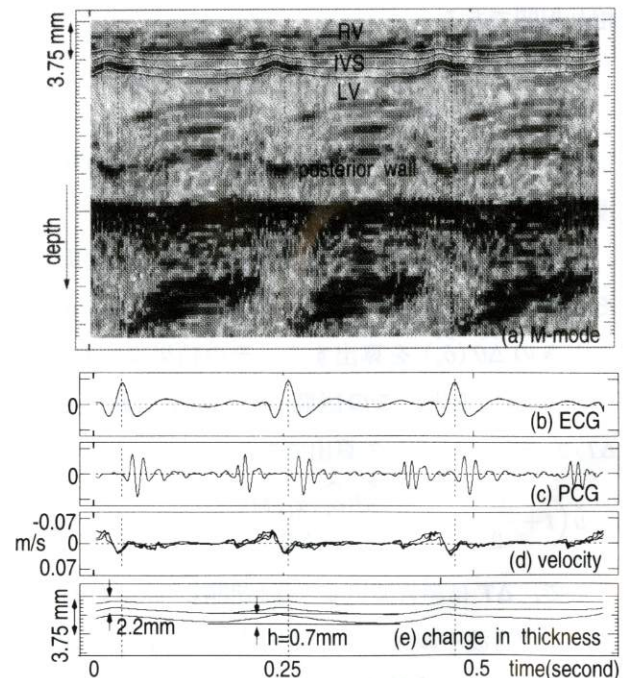 3.75 mm
RV
IVS
LV
posterior wall
depth
(a) M-mode
0
(b) ECG
0
(c) PCG
-0.07
m/s
0
0.07
(d) velocity
3.75 mm
2.2mm
h=0.7mm
(e) change in thickness
0
0.25
0.5
time(second)